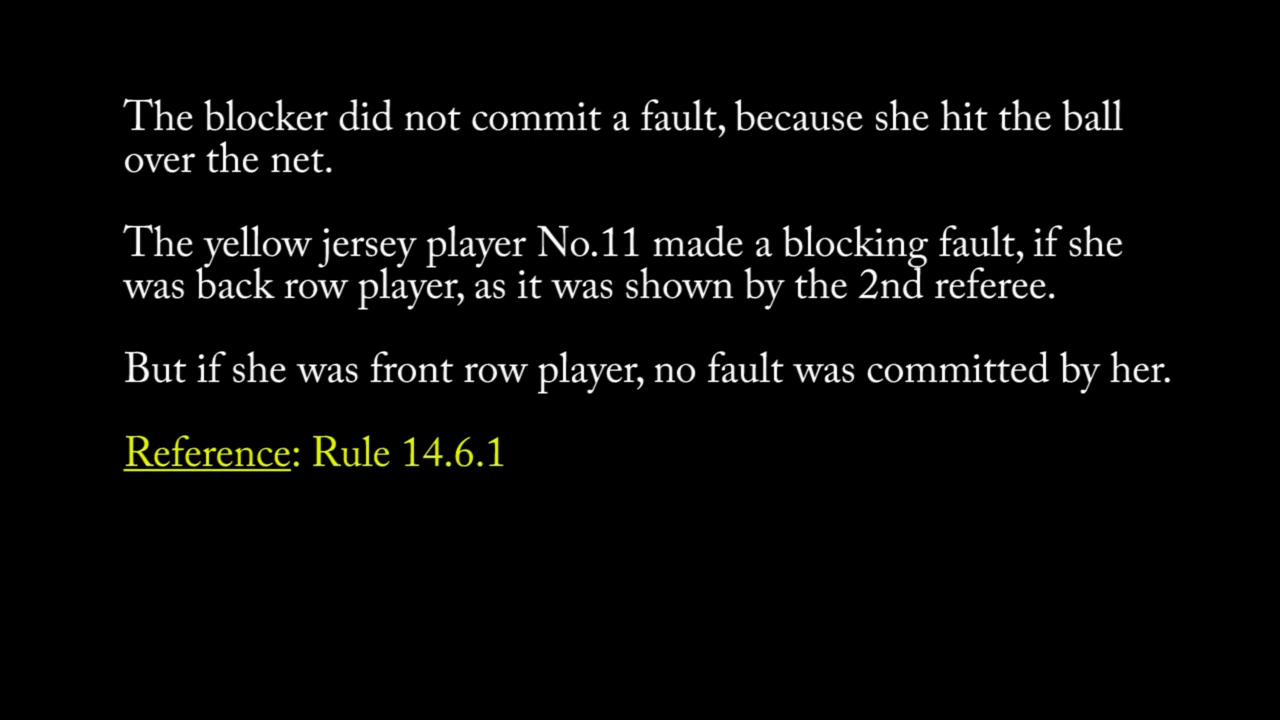 The blocker did not commit a fault, because she hit the ball
over the net.
The yellow jersey player No.11 made a blocking fault, if she
was back row player, as it was shown by the 2nd referee.
But if she was front row player, no fault was committed by her.
Reference: Rule 14.6.1